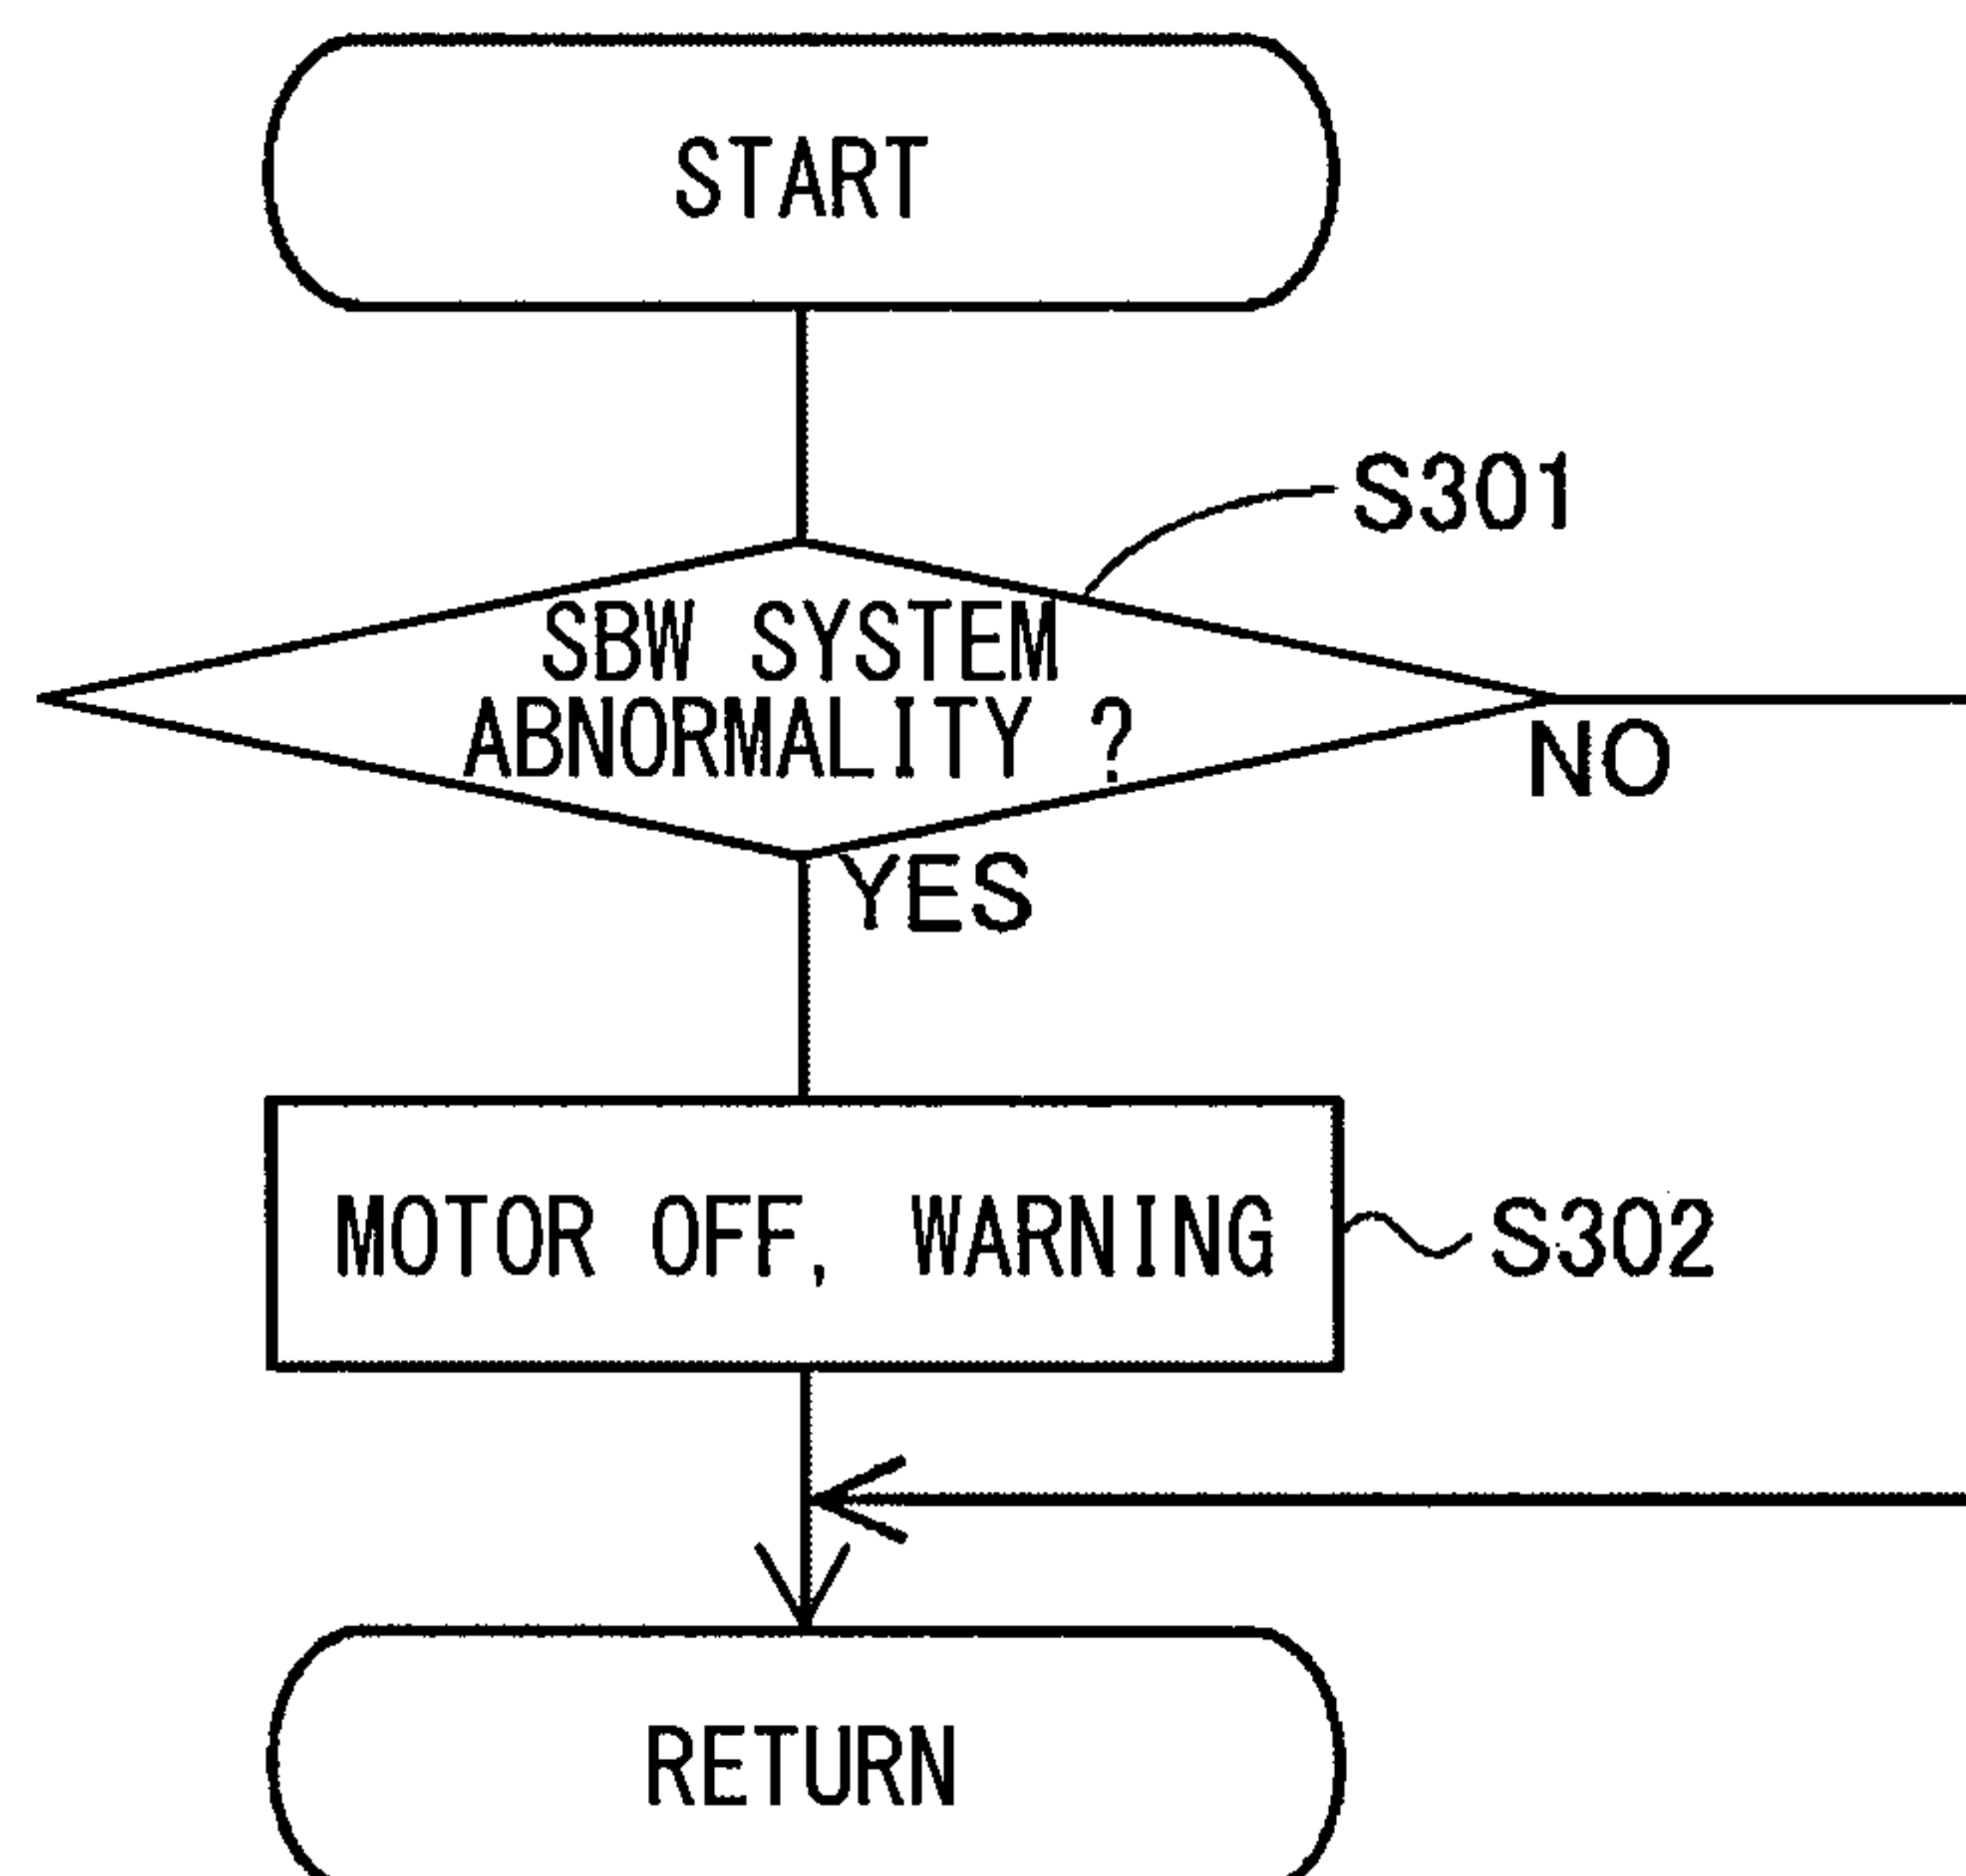 START
S301
SBW SYSTEM
ABNORMALITY ?
NO
YES
MOTOR OFF, WARNING
S302
RETURN